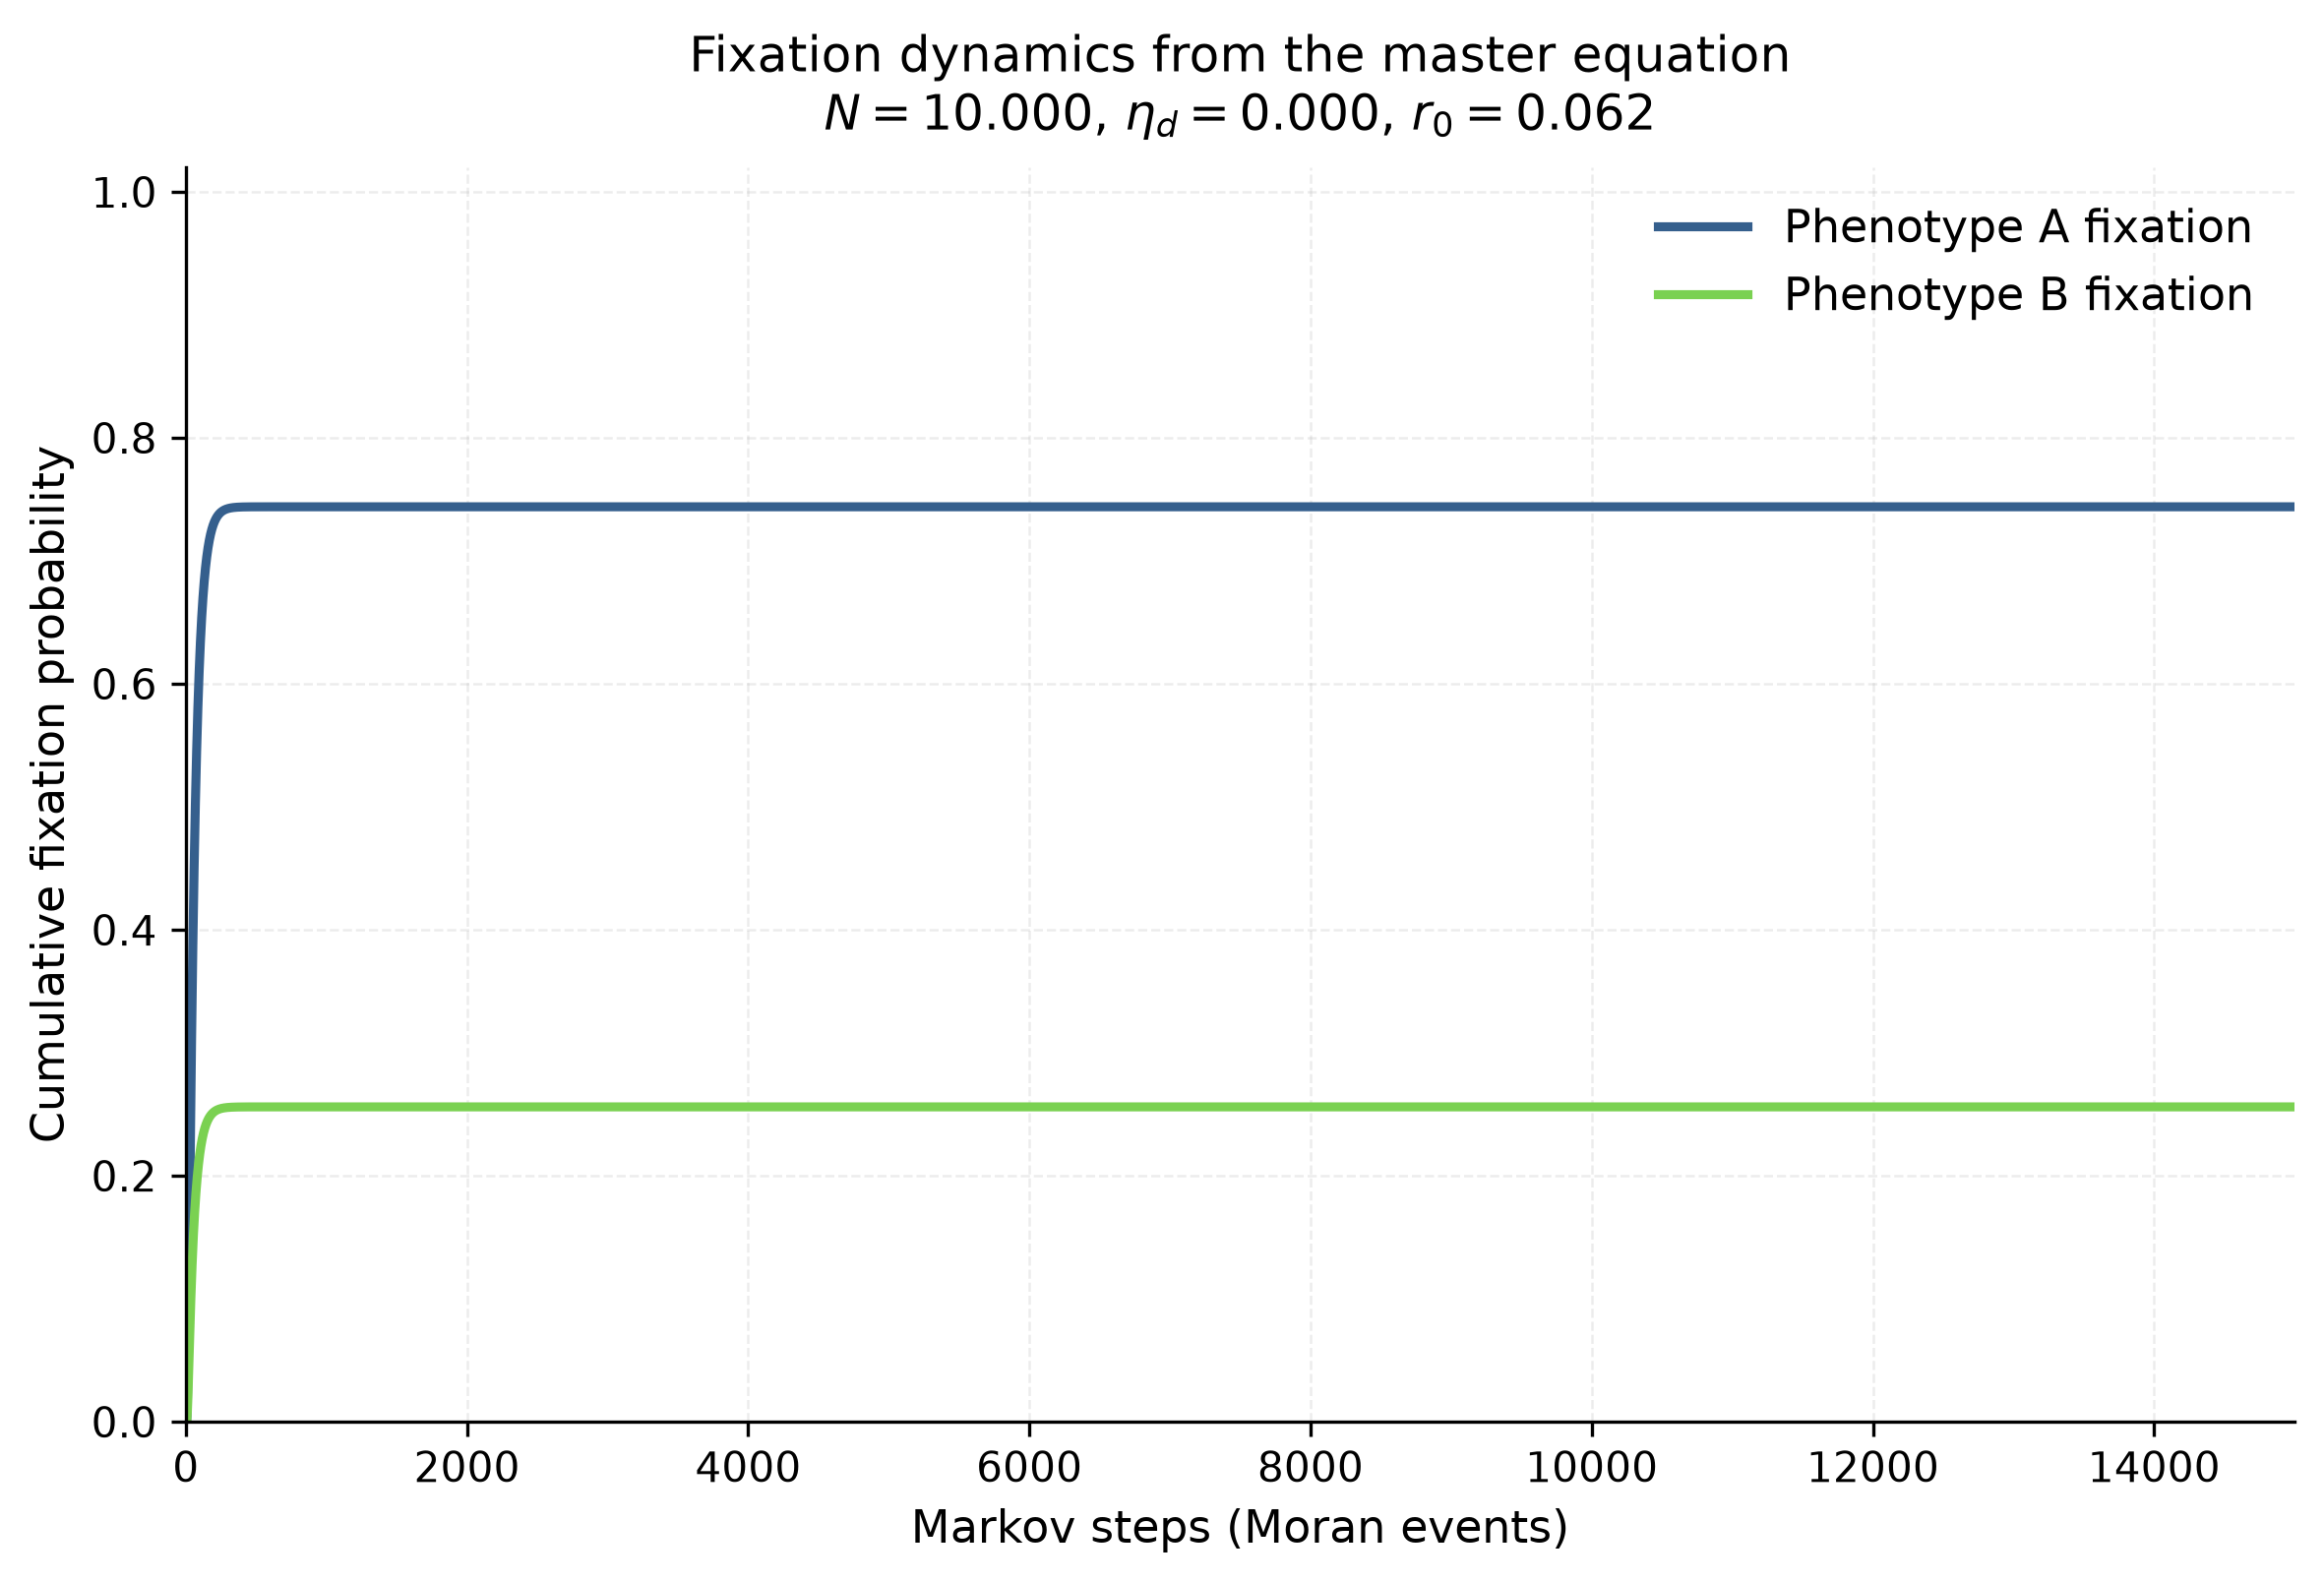 Fixation dynamics from the master equation
N = 10.000, η_d = 0.000, r_0 = 0.062
Phenotype A fixation
Phenotype B fixation
Cumulative fixation probability
1.0
0.8
0.6
0.4
0.2
0.0
0 2000 4000 6000 8000 10000 12000 14000
Markov steps (Moran events)